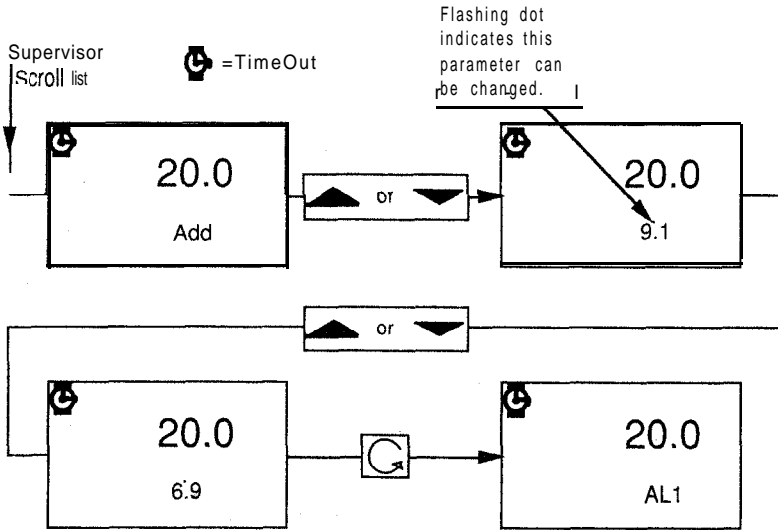 Supervisor
Scroll list
=TimeOut
Flashing dot
indicates this
parameter can
be changed.
20.0
Add
or
20.0
9.1
or
20.0
6.9
20.0
AL1